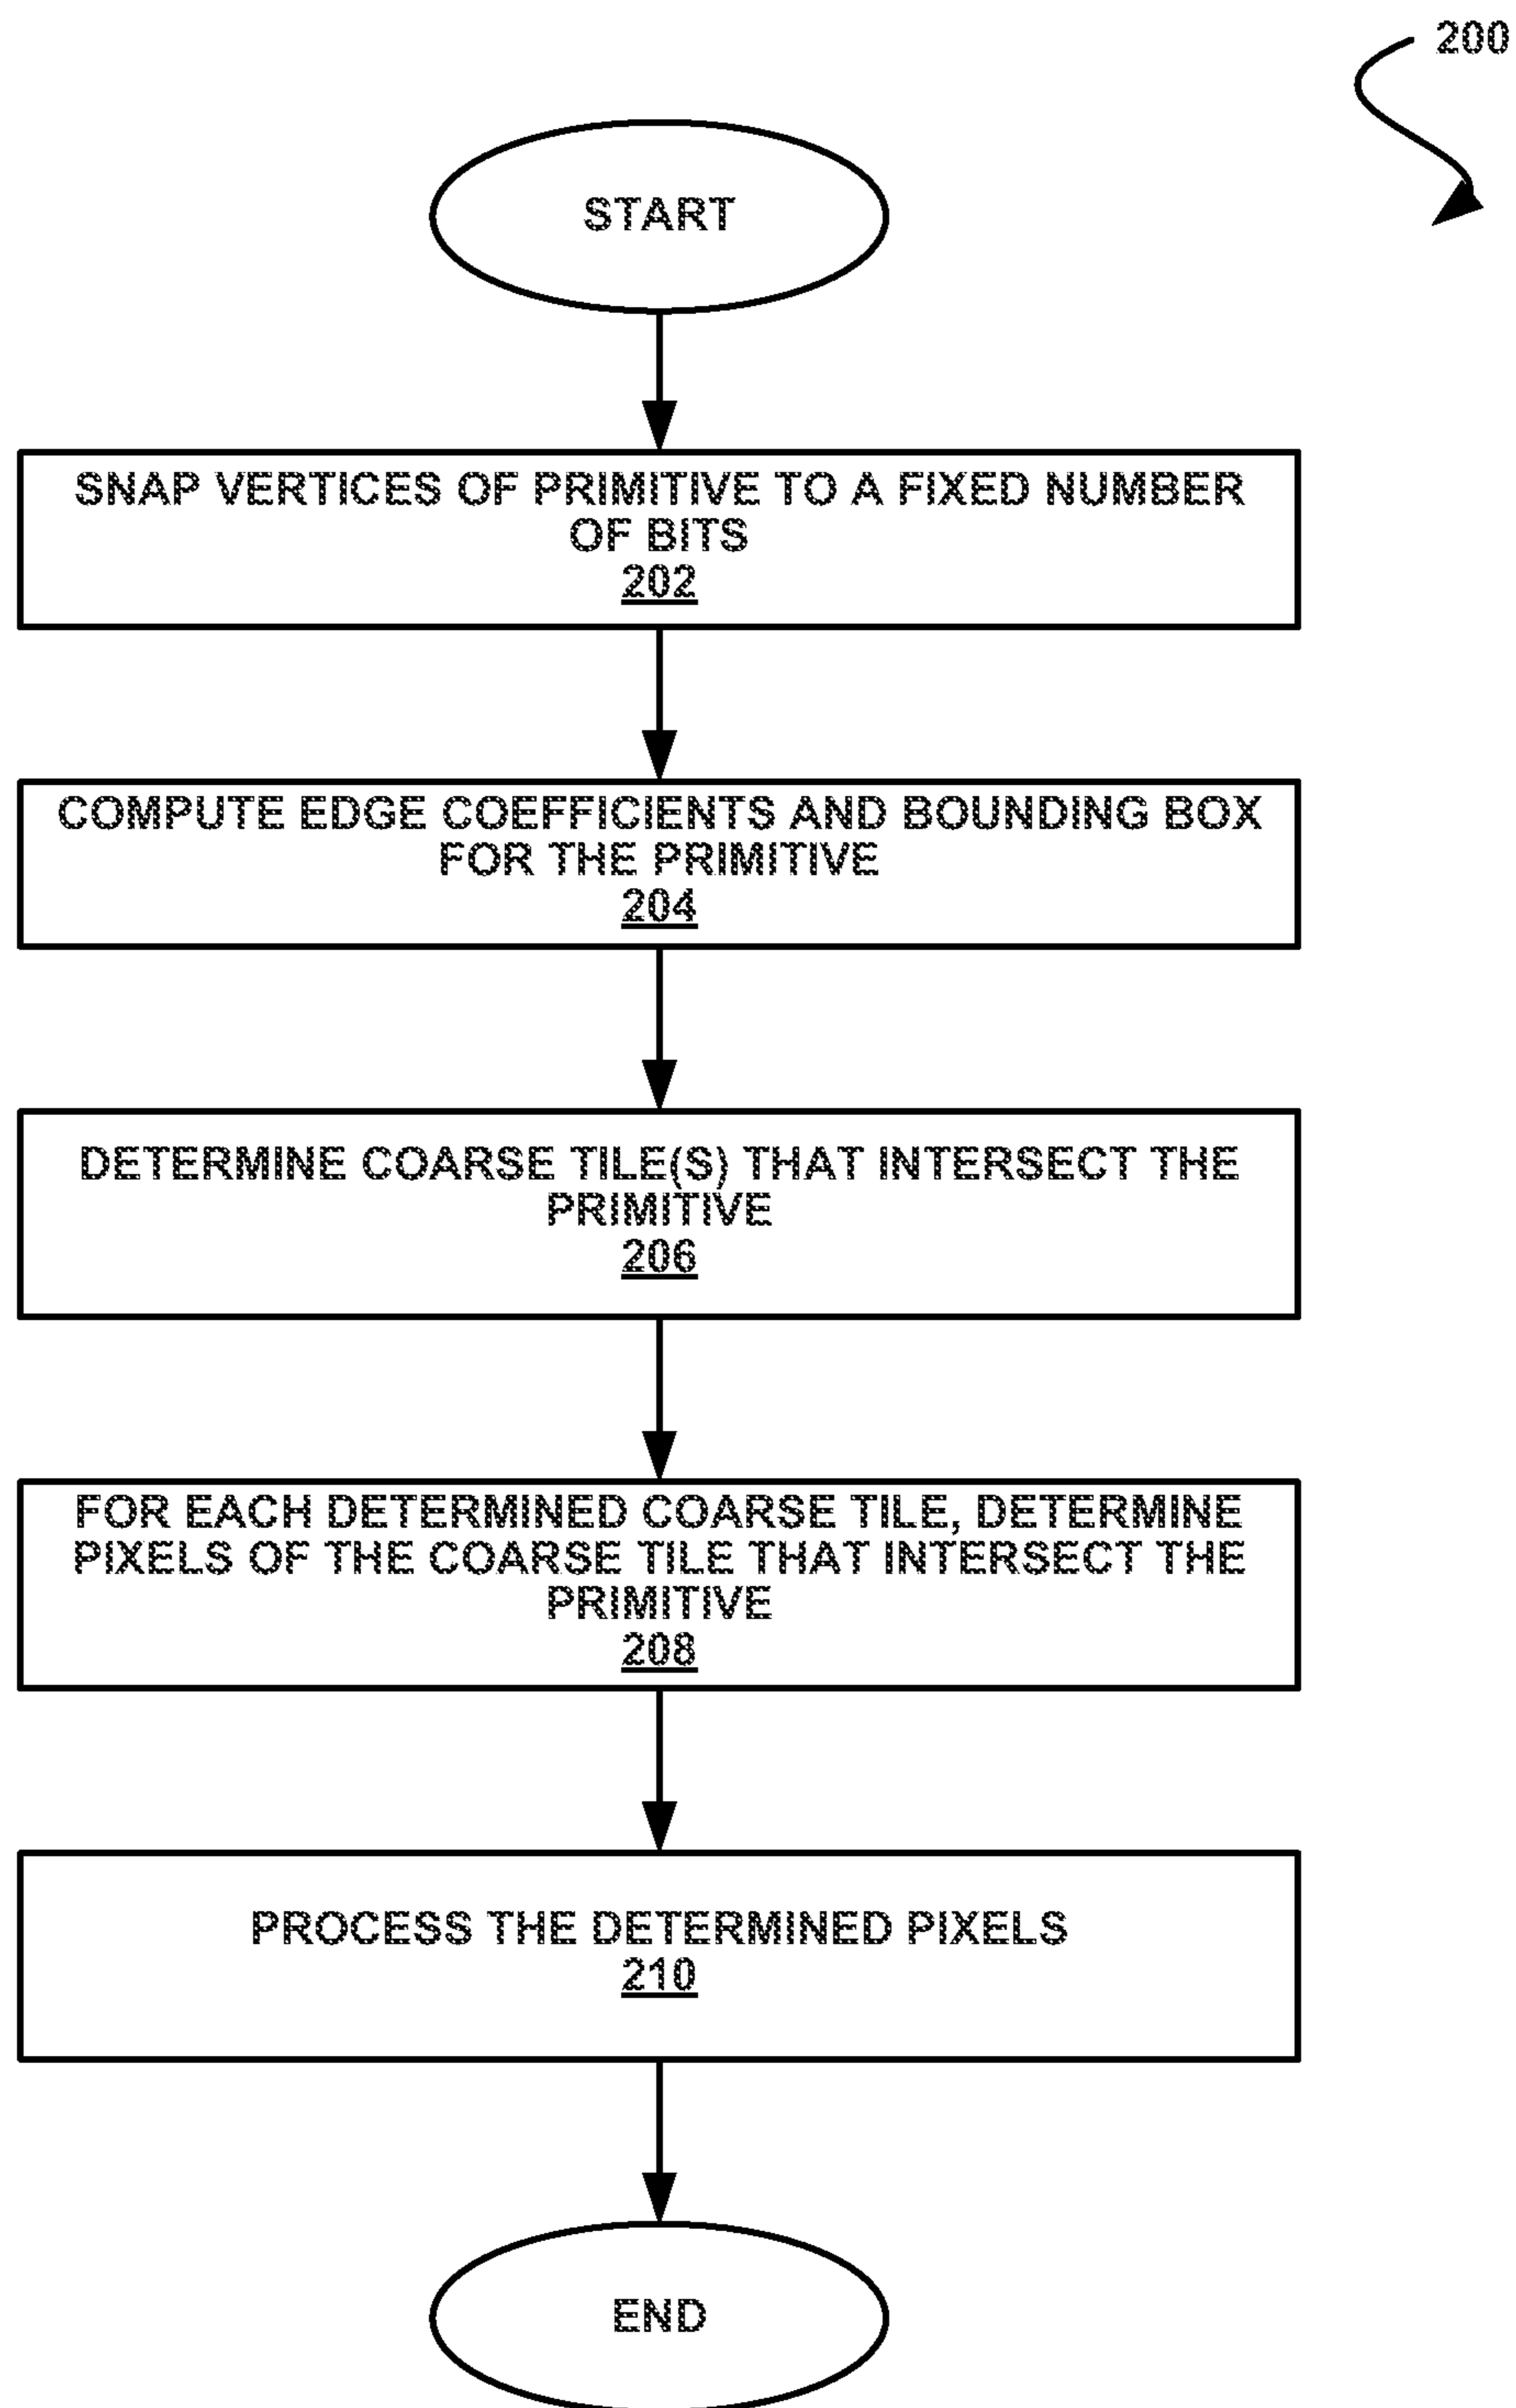 200
START
SNAP VERTICES OF PRIMITIVE TO A FIXED NUMBER
OF BITS
202
COMPUTE EDGE COEFFICIENTS AND BOUNDING BOX
FOR THE PRIMITIVE
204
DETERMINE COARSE TILE(S) THAT INTERSECT THE
PRIMITIVE
206
FOR EACH DETERMINED COARSE TILE, DETERMINE
PIXELS OF THE COARSE TILE THAT INTERSECT THE
PRIMITIVE
208
PROCESS THE DETERMINED PIXELS
210
END